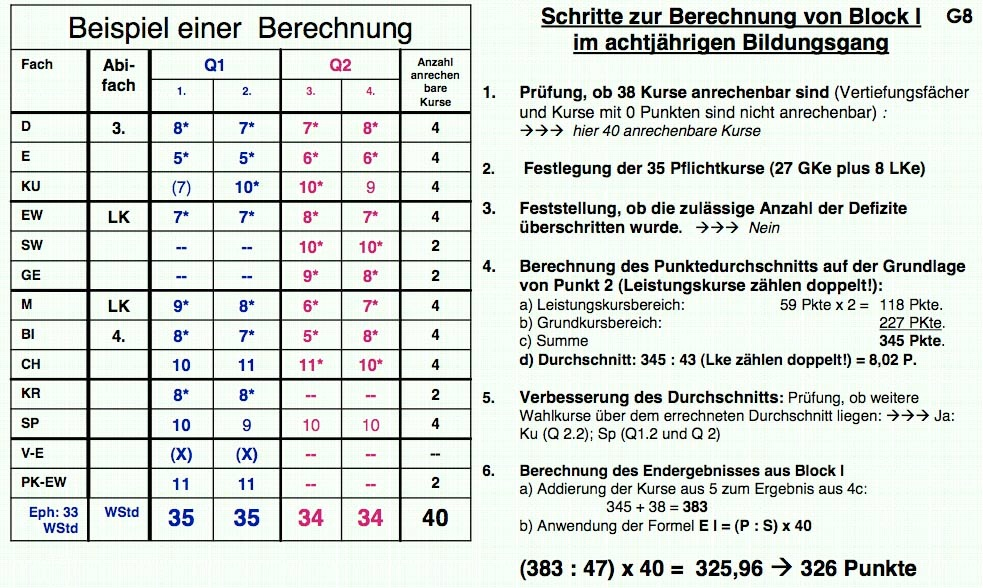 Beispiel einer Berechnung
Fach Abi-fach Q1 Q2 Anzahl anrechen bare Kurse
1. 2. 3. 4.
D 3. 8* 7* 7* 8* 4
E 5* 5* 6* 6* 4
KU (7) 10* 10* 9 4
EW LK 7* 7* 8* 7* 4
SW -- -- 10* 10* 2
GE -- -- 9* 8* 2
M LK 9* 8* 6* 7* 4
BI 4. 8* 7* 5* 8* 4
CH 10 11 11* 10* 4
KR 8* 8* -- -- 2
SP 10 9 10 10 4
V-E (X) (X) -- -- --
PK-EW 11 11 -- -- 2
Eph: 33 WStd WStd 35 35 34 34 40
Schritte zur Berechnung von Block I G8
im achtjährigen Bildungsgang
1. Prüfung, ob 38 Kurse anrechenbar sind (Vertiefungsfächer
und Kurse mit 0 Punkten sind nicht anrechenbar) :
→→→ hier 40 anrechenbare Kurse
2. Festlegung der 35 Pflichtkurse (27 GKe plus 8 LKe)
3. Feststellung, ob die zulässige Anzahl der Defizite
überschritten wurde. →→→ Nein
4. Berechnung des Punktedurchschnitts auf der Grundlage
von Punkt 2 (Leistungskurse zählen doppelt!):
a) Leistungskursbereich: 59 Pkte x 2 = 118 Pkte.
b) Grundkursbereich: 227 PKte.
c) Summe 345 Pkte.
d) Durchschnitt: 345 : 43 (Lke zählen doppelt!) = 8,02 P.
5. Verbesserung des Durchschnitts: Prüfung, ob weitere
Wahlkurse über dem errechneten Durchschnitt liegen: →→→ Ja:
Ku (Q 2.2); Sp (Q1.2 und Q 2)
6. Berechnung des Endergebnisses aus Block I
a) Addierung der Kurse aus 5 zum Ergebnis aus 4c:
345 + 38 = 383
b) Anwendung der Formel E I = (P : S) x 40
(383 : 47) x 40 = 325,96 → 326 Punkte